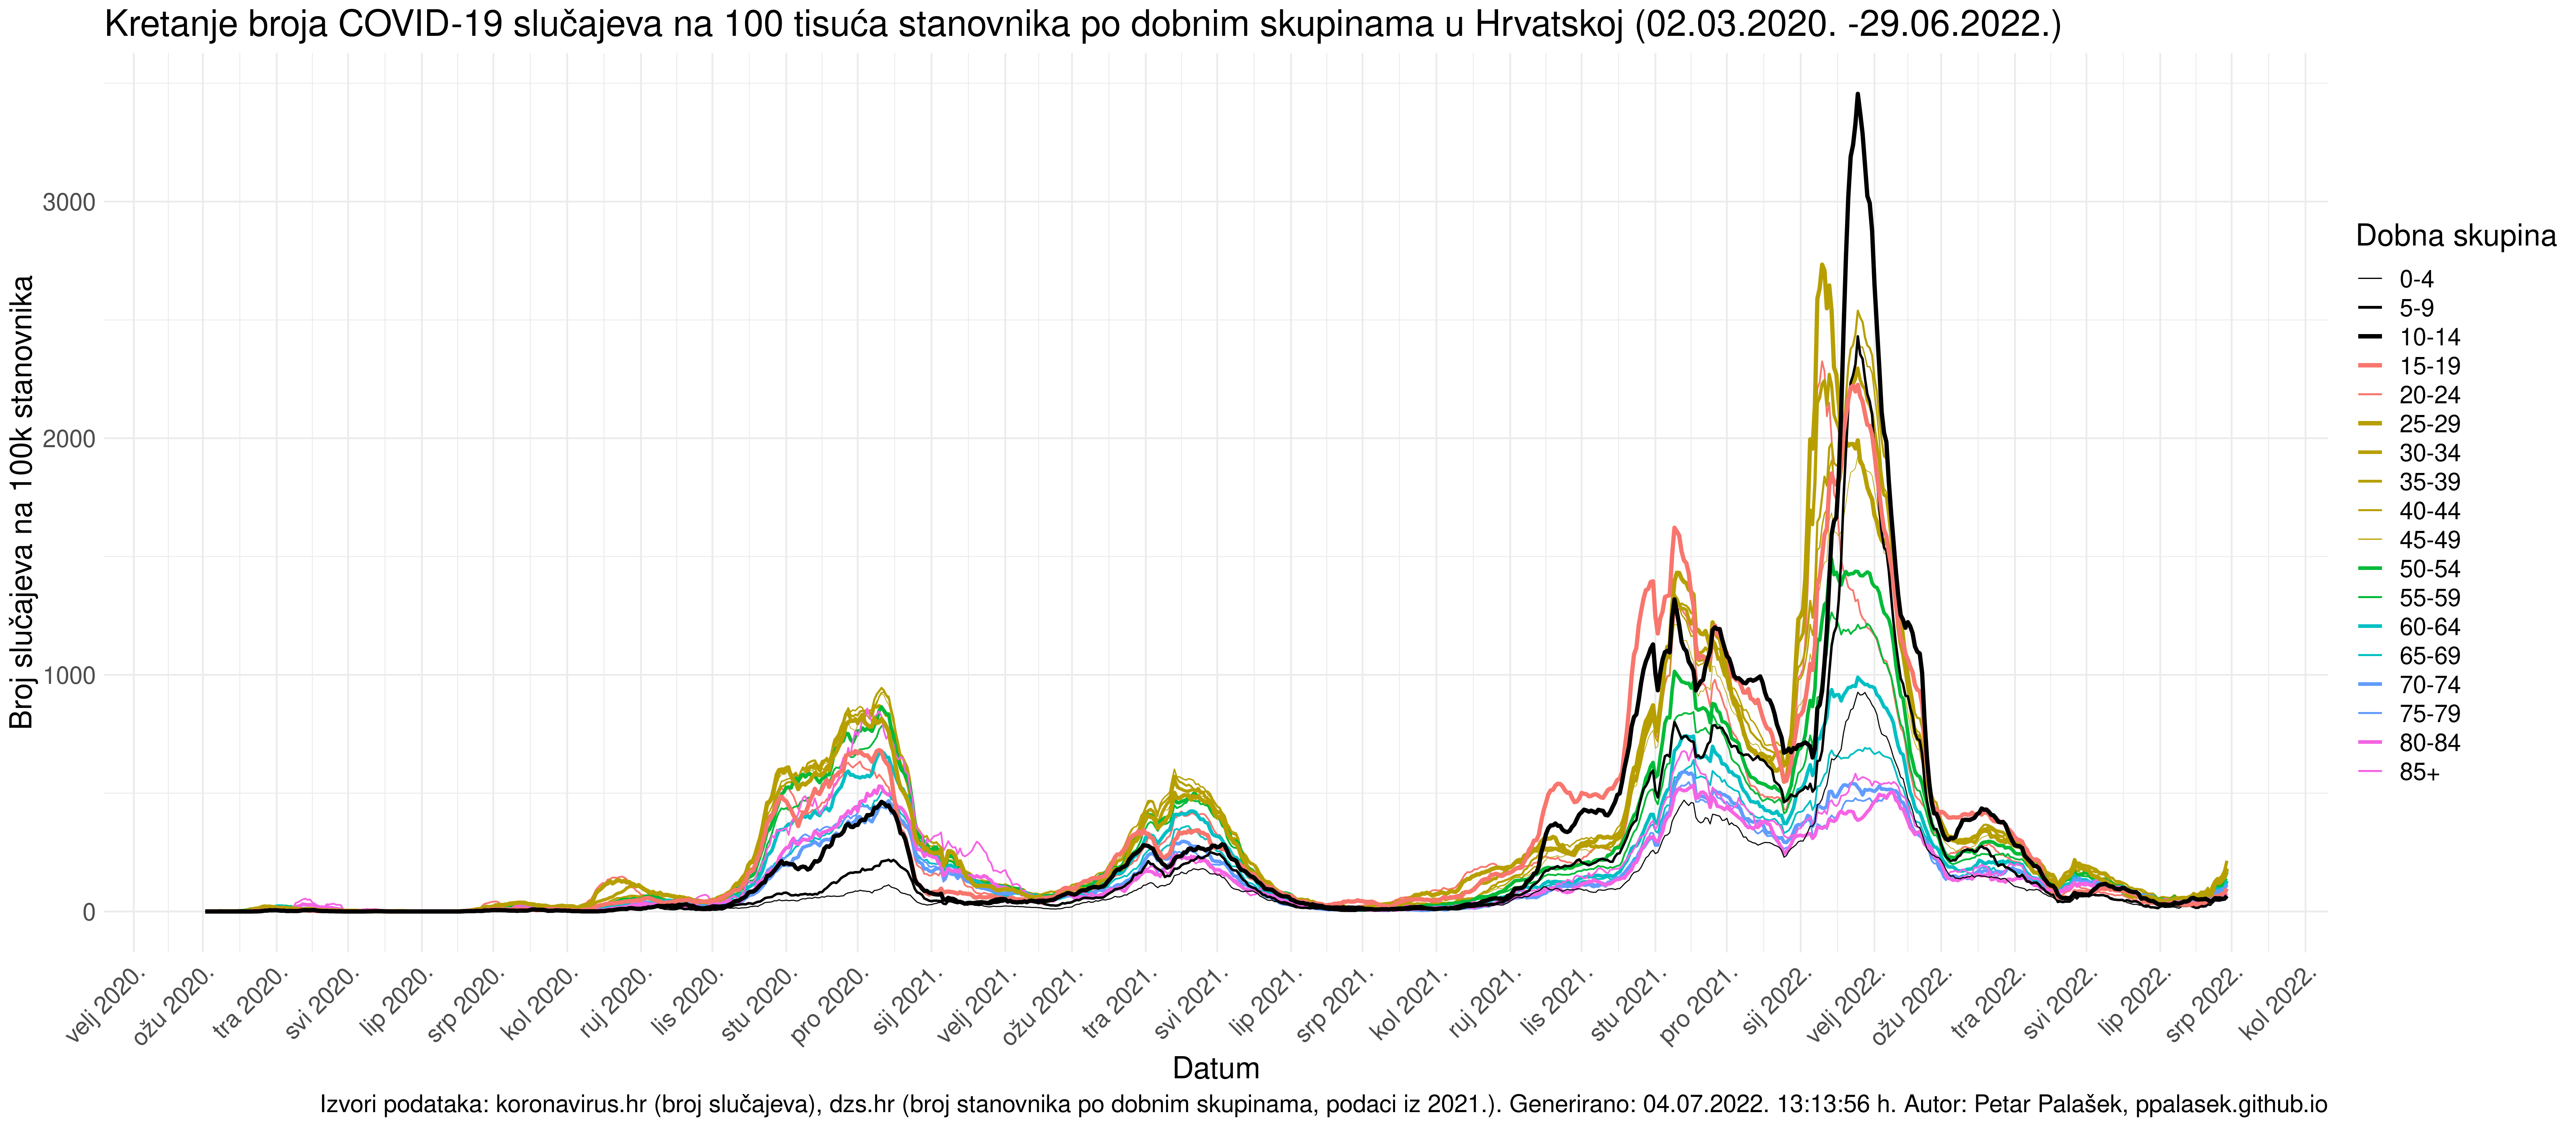 Kretanje broja COVID-19 slučajeva na 100 tisuća stanovnika po dobnim skupinama u Hrvatskoj (02.03.2020. -29.06.2022.)
Broj slučajeva na 100k stanovnika
3000
2000
1000
0
velj 2020.
ožu 2020.
tra 2020.
svi 2020.
lip 2020.
srp 2020.
kol 2020.
ruj 2020.
lis 2020.
stu 2020.
pro 2020.
sij 2021.
velj 2021.
ožu 2021.
tra 2021.
svi 2021.
lip 2021.
srp 2021.
kol 2021.
ruj 2021.
lis 2021.
stu 2021.
pro 2021.
sij 2022.
velj 2022.
ožu 2022.
tra 2022.
svi 2022.
lip 2022.
srp 2022.
kol 2022.
Datum
Dobna skupina
0-4
5-9
10-14
15-19
20-24
25-29
30-34
35-39
40-44
45-49
50-54
55-59
60-64
65-69
70-74
75-79
80-84
85+
Izvori podataka: koronavirus.hr (broj slučajeva), dzs.hr (broj stanovnika po dobnim skupinama, podaci iz 2021.). Generirano: 04.07.2022. 13:13:56 h. Autor: Petar Palašek, ppalasek.github.io